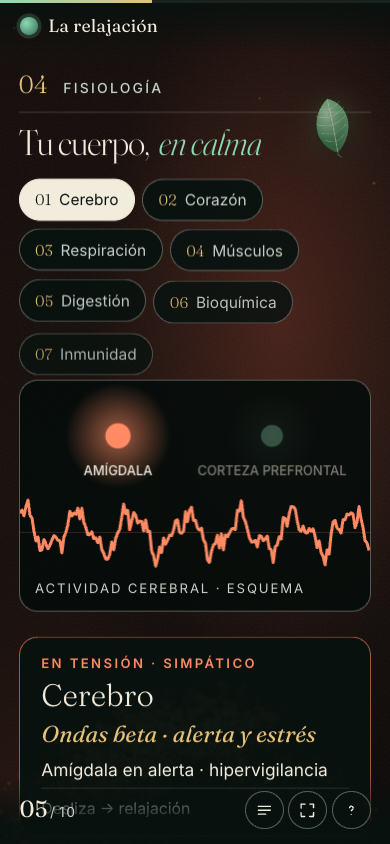 La relajación
04 FISIOLOGÍA
Tu cuerpo, en calma
01 Cerebro
02 Corazón
03 Respiración
04 Músculos
05 Digestión
06 Bioquímica
07 Inmunidad
AMÍGDALA
CORTEZA PREFRONTAL
ACTIVIDAD CEREBRAL · ESQUEMA
EN TENSIÓN · SIMPÁTICO
Cerebro
Ondas beta · alerta y estrés
Amígdala en alerta · hipervigilancia
→ relajación
05 / 10
?